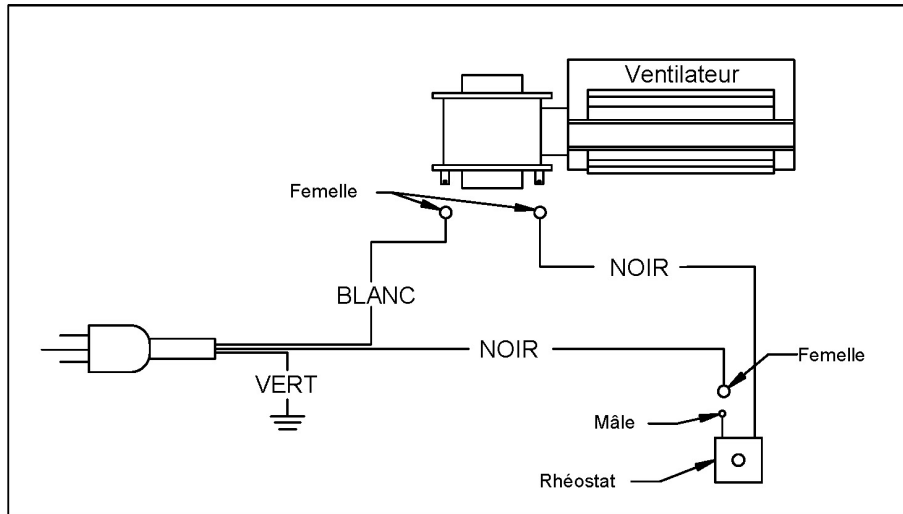 Ventilateur
Femelle
NOIR
BLANC
NOIR
Femelle
VERT
Mâle
Rhéostat